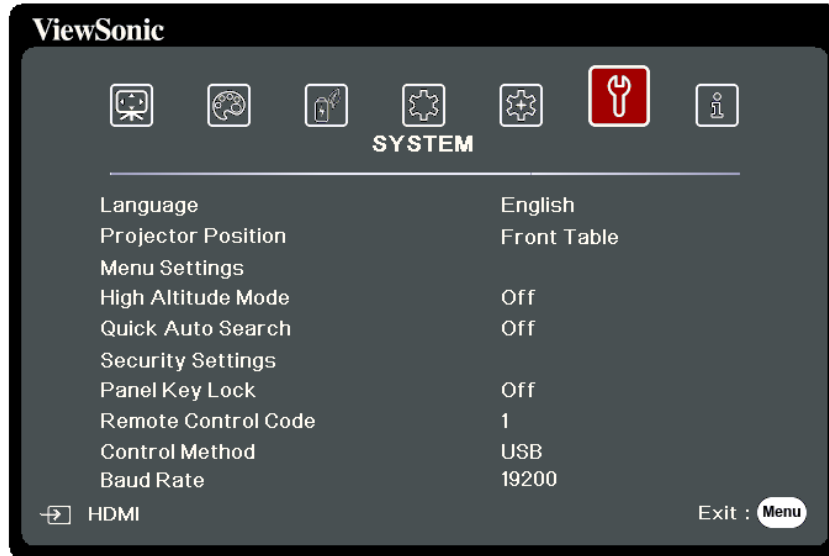 ViewSonic
SYSTEM
Language English
Projector Position Front Table
Menu Settings
High Altitude Mode Off
Quick Auto Search Off
Security Settings
Panel Key Lock Off
Remote Control Code 1
Control Method USB
Baud Rate 19200
HDMI Exit : Menu